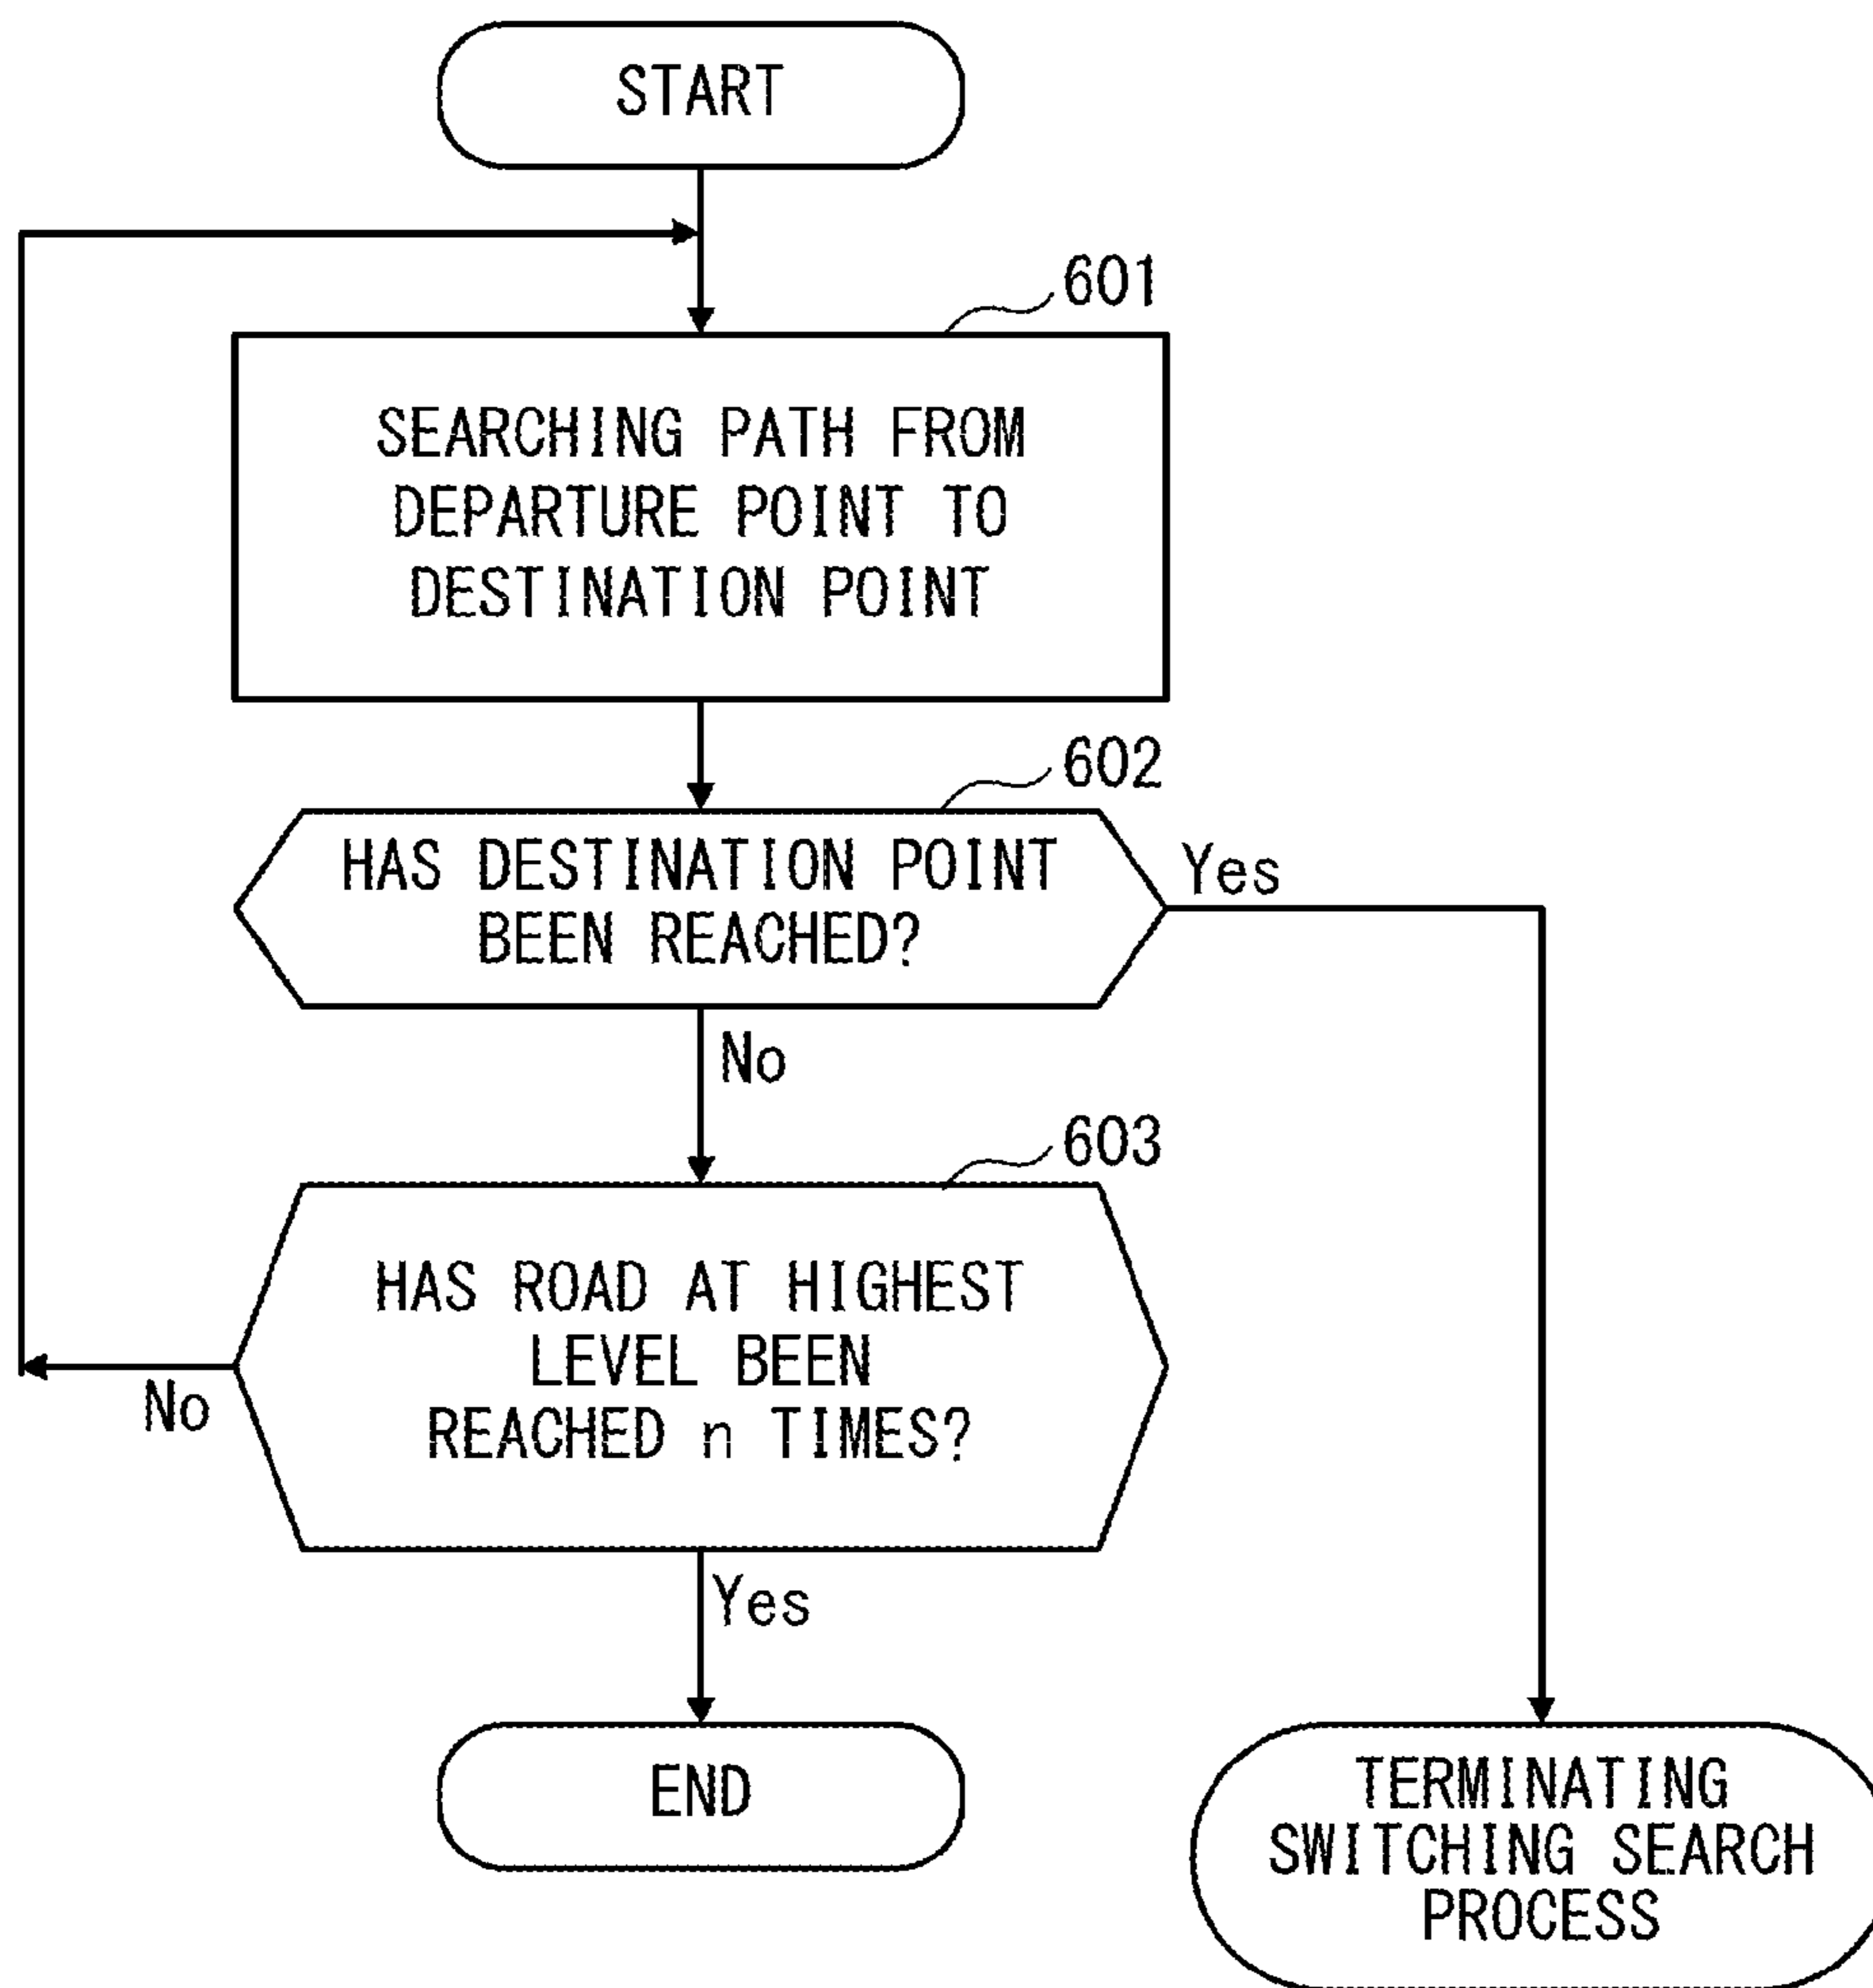 START
601
SEARCHING PATH FROM
DEPARTURE POINT TO
DESTINATION POINT
602
HAS DESTINATION POINT
BEEN REACHED?
Yes
No
603
HAS ROAD AT HIGHEST
LEVEL BEEN
REACHED n TIMES?
No
Yes
END
TERMINATING
SWITCHING SEARCH
PROCESS